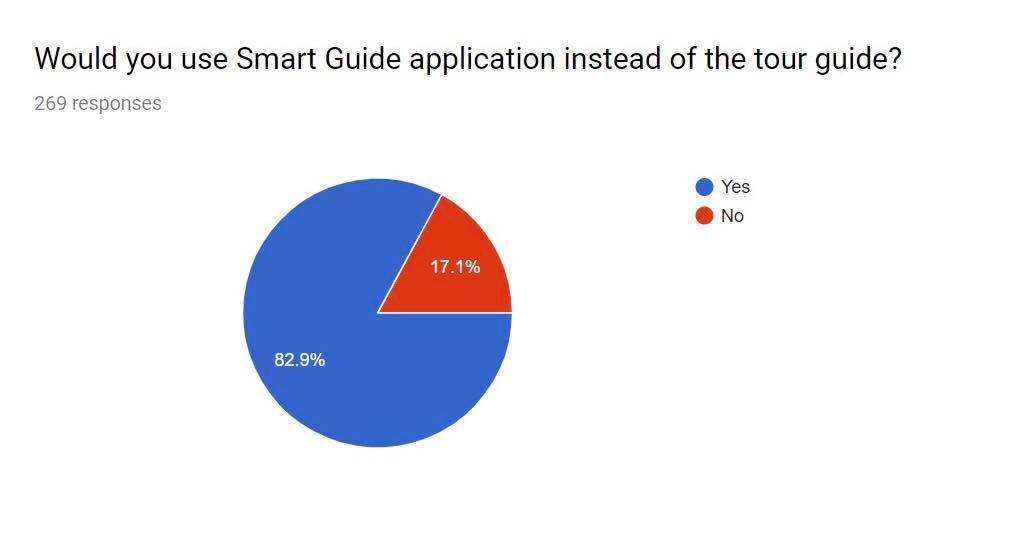 Would you use Smart Guide application instead of the tour guide?
269 responses
Yes
No
17.1%
82.9%